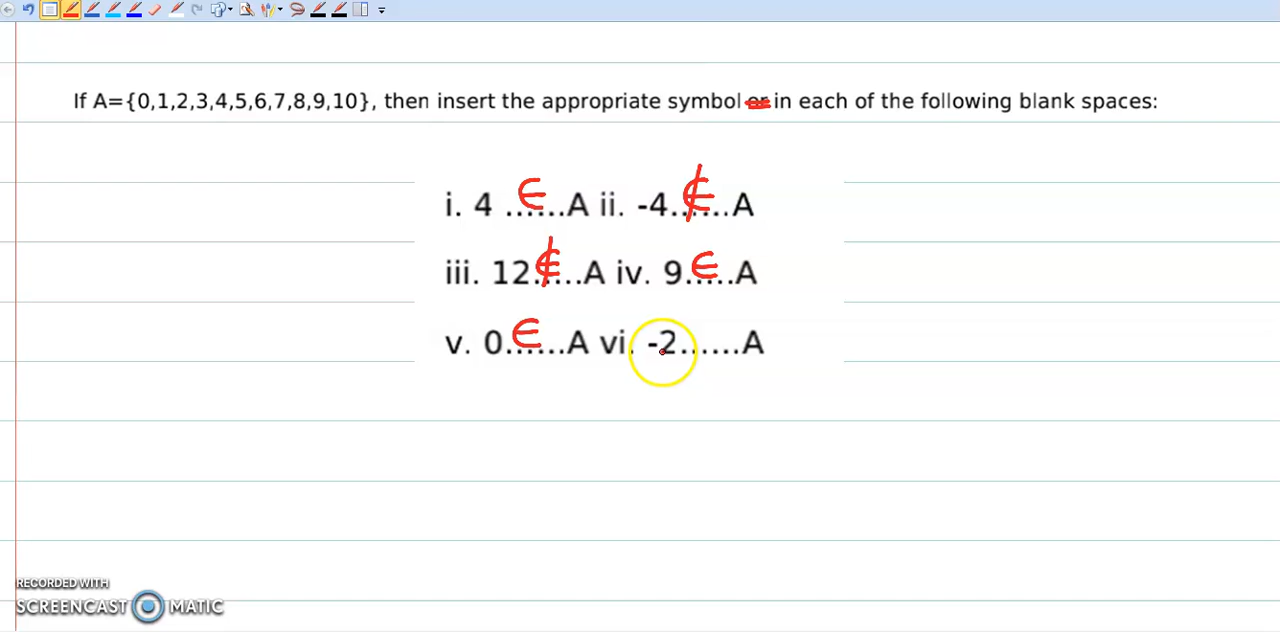 If A={0,1,2,3,4,5,6,7,8,9,10}, then insert the appropriate symbol or in each of the following blank spaces:
i. 4 ∈......A ii. -4∉......A
iii. 12∉.....A iv. 9∈.....A
v. 0∈......A vi. -2......A
RECORDED WITH
SCREENCAST MATIC